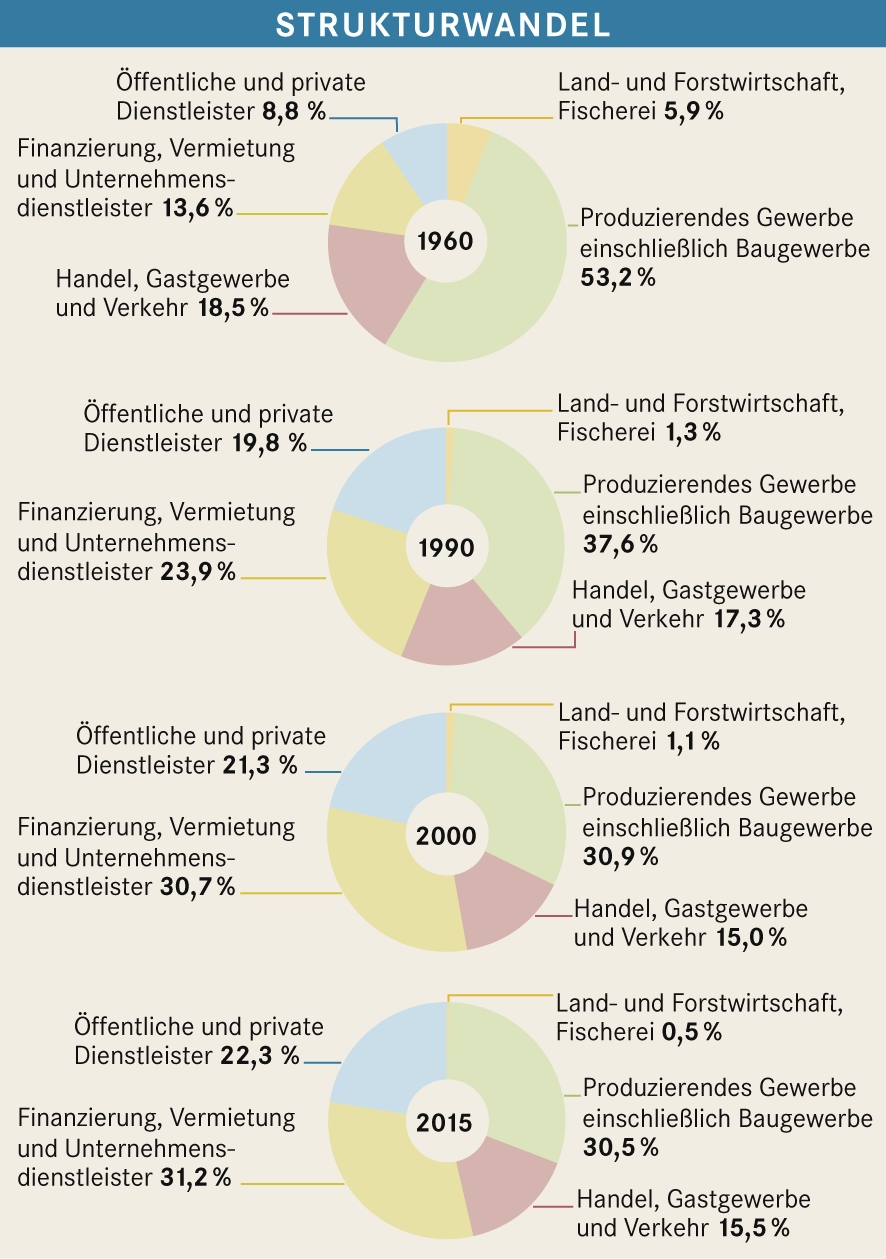 STRUKTURWANDEL
Öffentliche und private
Dienstleister 8,8 %
Land- und Forstwirtschaft,
Fischerei 5,9 %
Finanzierung, Vermietung
und Unternehmens-
dienstleister 13,6 %
1960
Produzierendes Gewerbe
einschließlich Baugewerbe
53,2 %
Handel, Gastgewerbe
und Verkehr 18,5 %
Öffentliche und private
Dienstleister 19,8 %
Land- und Forstwirtschaft,
Fischerei 1,3 %
Finanzierung, Vermietung
und Unternehmens-
dienstleister 23,9 %
1990
Produzierendes Gewerbe
einschließlich Baugewerbe
37,6 %
Handel, Gastgewerbe
und Verkehr 17,3 %
Öffentliche und private
Dienstleister 21,3 %
Land- und Forstwirtschaft,
Fischerei 1,1 %
Finanzierung, Vermietung
und Unternehmens-
dienstleister 30,7 %
2000
Produzierendes Gewerbe
einschließlich Baugewerbe
30,9 %
Handel, Gastgewerbe
und Verkehr 15,0 %
Öffentliche und private
Dienstleister 22,3 %
Land- und Forstwirtschaft,
Fischerei 0,5 %
Finanzierung, Vermietung
und Unternehmens-
dienstleister 31,2 %
2015
Produzierendes Gewerbe
einschließlich Baugewerbe
30,5 %
Handel, Gastgewerbe
und Verkehr 15,5 %